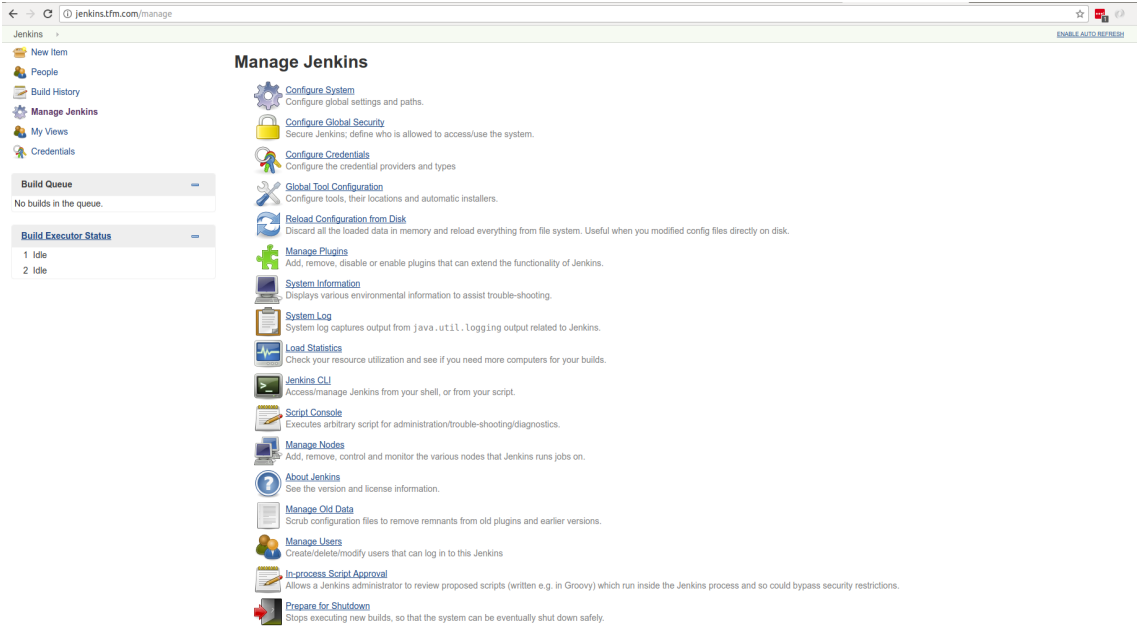 jenkins.tfm.com/manage
Jenkins
ENABLE AUTO REFRESH
New Item
People
Build History
Manage Jenkins
My Views
Credentials
Build Queue
No builds in the queue.
Build Executor Status
1 Idle
2 Idle
Manage Jenkins
Configure System
Configure global settings and paths.
Configure Global Security
Secure Jenkins; define who is allowed to access/use the system.
Configure Credentials
Configure the credential providers and types
Global Tool Configuration
Configure tools, their locations and automatic installers.
Reload Configuration from Disk
Discard all the loaded data in memory and reload everything from file system. Useful when you modified config files directly on disk.
Manage Plugins
Add, remove, disable or enable plugins that can extend the functionality of Jenkins.
System Information
Displays various environmental information to assist trouble-shooting.
System Log
System log captures output from java.util.logging output related to Jenkins.
Load Statistics
Check your resource utilization and see if you need more computers for your builds.
Jenkins CLI
Access/manage Jenkins from your shell, or from your script.
Script Console
Executes arbitrary script for administration/trouble-shooting/diagnostics.
Manage Nodes
Add, remove, control and monitor the various nodes that Jenkins runs jobs on.
About Jenkins
See the version and license information.
Manage Old Data
Scrub configuration files to remove remnants from old plugins and earlier versions.
Manage Users
Create/delete/modify users that can log in to this Jenkins
In-process Script Approval
Allows a Jenkins administrator to review proposed scripts (written e.g. in Groovy) which run inside the Jenkins process and so could bypass security restrictions.
Prepare for Shutdown
Stops executing new builds, so that the system can be eventually shut down safely.